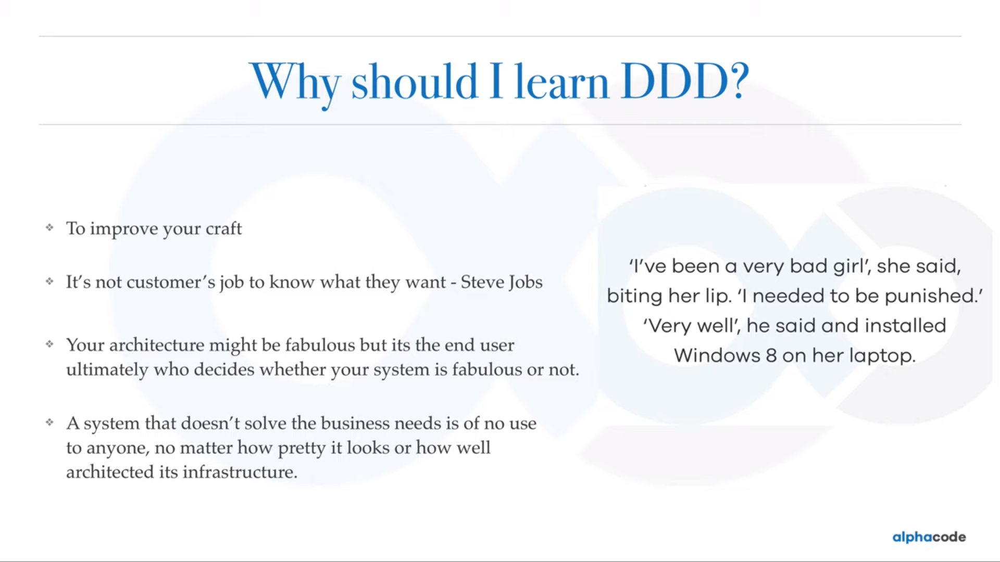 Why should I learn DDD?
❖ To improve your craft
❖ It’s not customer’s job to know what they want - Steve Jobs
❖ Your architecture might be fabulous but its the end user
ultimately who decides whether your system is fabulous or not.
❖ A system that doesn’t solve the business needs is of no use
to anyone, no matter how pretty it looks or how well
architected its infrastructure.
‘I’ve been a very bad girl’, she said,
biting her lip. ‘I needed to be punished.’
‘Very well’, he said and installed
Windows 8 on her laptop.
alphacode